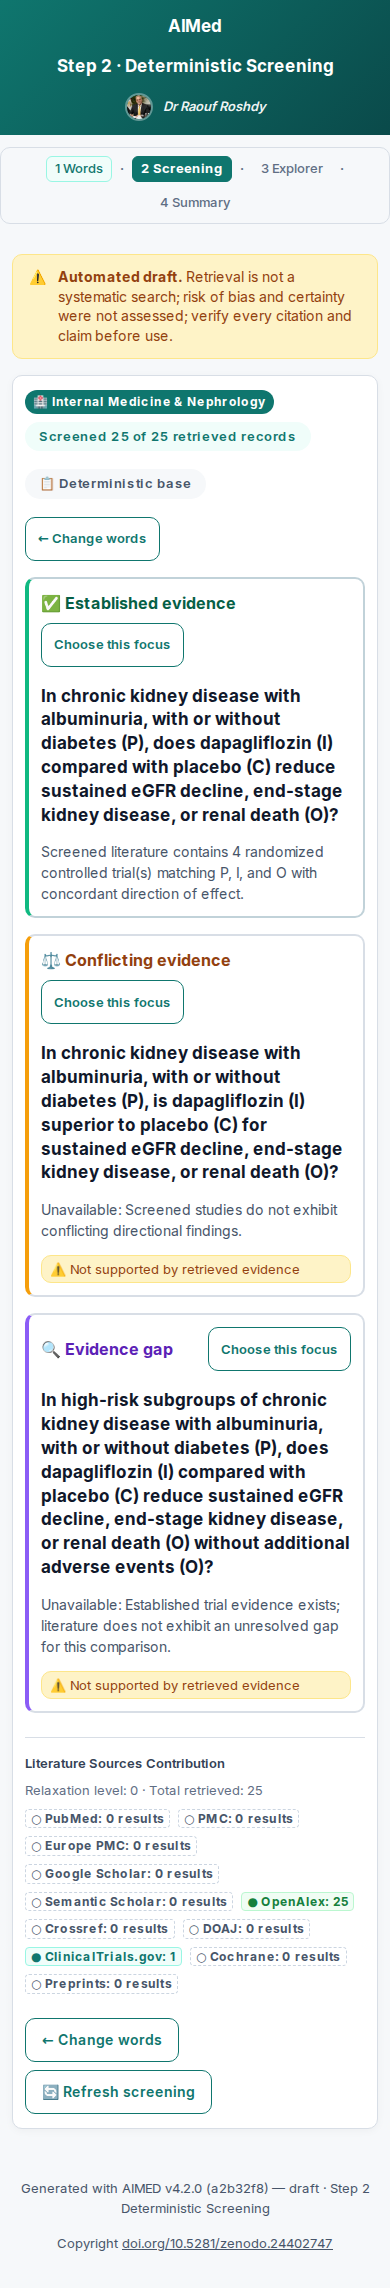 AIMed
Step 2 · Deterministic Screening
Dr Raouf Roshdy
1 Words · 2 Screening · 3 Explorer ·
4 Summary
⚠️ Automated draft. Retrieval is not a
systematic search; risk of bias and certainty
were not assessed; verify every citation and
claim before use.
🏥 Internal Medicine & Nephrology
Screened 25 of 25 retrieved records
📋 Deterministic base
← Change words
✅ Established evidence
Choose this focus
In chronic kidney disease with
albuminuria, with or without
diabetes (P), does dapagliflozin (I)
compared with placebo (C) reduce
sustained eGFR decline, end-stage
kidney disease, or renal death (O)?
Screened literature contains 4 randomized
controlled trial(s) matching P, I, and O with
concordant direction of effect.
⚖️ Conflicting evidence
Choose this focus
In chronic kidney disease with
albuminuria, with or without
diabetes (P), is dapagliflozin (I)
superior to placebo (C) for
sustained eGFR decline, end-stage
kidney disease, or renal death (O)?
Unavailable: Screened studies do not exhibit
conflicting directional findings.
⚠️ Not supported by retrieved evidence
🔍 Evidence gap
Choose this focus
In high-risk subgroups of chronic
kidney disease with albuminuria,
with or without diabetes (P), does
dapagliflozin (I) compared with
placebo (C) reduce sustained eGFR
decline, end-stage kidney disease,
or renal death (O) without additional
adverse events (O)?
Unavailable: Established trial evidence exists;
literature does not exhibit an unresolved gap
for this comparison.
⚠️ Not supported by retrieved evidence
Literature Sources Contribution
Relaxation level: 0 · Total retrieved: 25
○ PubMed: 0 results ○ PMC: 0 results
○ Europe PMC: 0 results
○ Google Scholar: 0 results
○ Semantic Scholar: 0 results ● OpenAlex: 25
○ Crossref: 0 results ○ DOAJ: 0 results
● ClinicalTrials.gov: 1 ○ Cochrane: 0 results
○ Preprints: 0 results
← Change words
🔄 Refresh screening
Generated with AIMED v4.2.0 (a2b32f8) — draft · Step 2
Deterministic Screening
Copyright doi.org/10.5281/zenodo.24402747